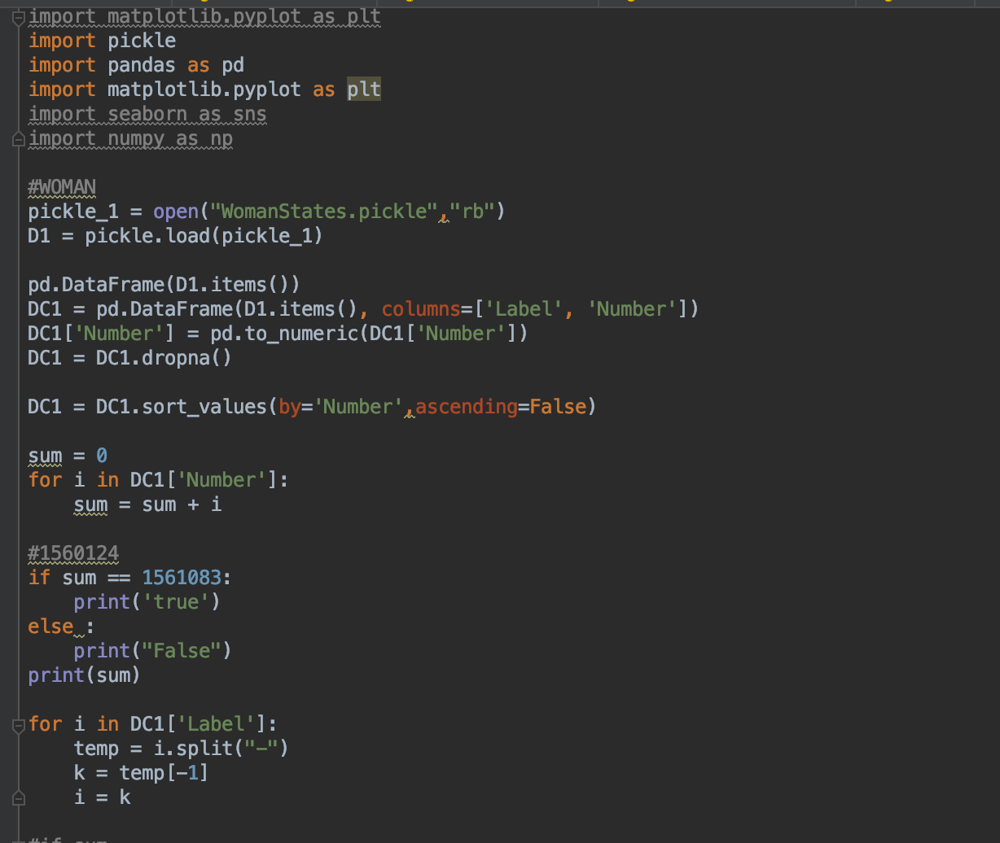 import matplotlib.pyplot as plt
import pickle
import pandas as pd
import matplotlib.pyplot as plt
import seaborn as sns
import numpy as np
#WOMAN
pickle_1 = open("WomanStates.pickle","rb")
D1 = pickle.load(pickle_1)
pd.DataFrame(D1.items())
DC1 = pd.DataFrame(D1.items(), columns=['Label', 'Number'])
DC1['Number'] = pd.to_numeric(DC1['Number'])
DC1 = DC1.dropna()
DC1 = DC1.sort_values(by='Number',ascending=False)
sum = 0
for i in DC1['Number']:
    sum = sum + i
#1560124
if sum == 1561083:
    print('true')
else :
    print("False")
print(sum)
for i in DC1['Label']:
    temp = i.split("-")
    k = temp[-1]
    i = k
#if sum